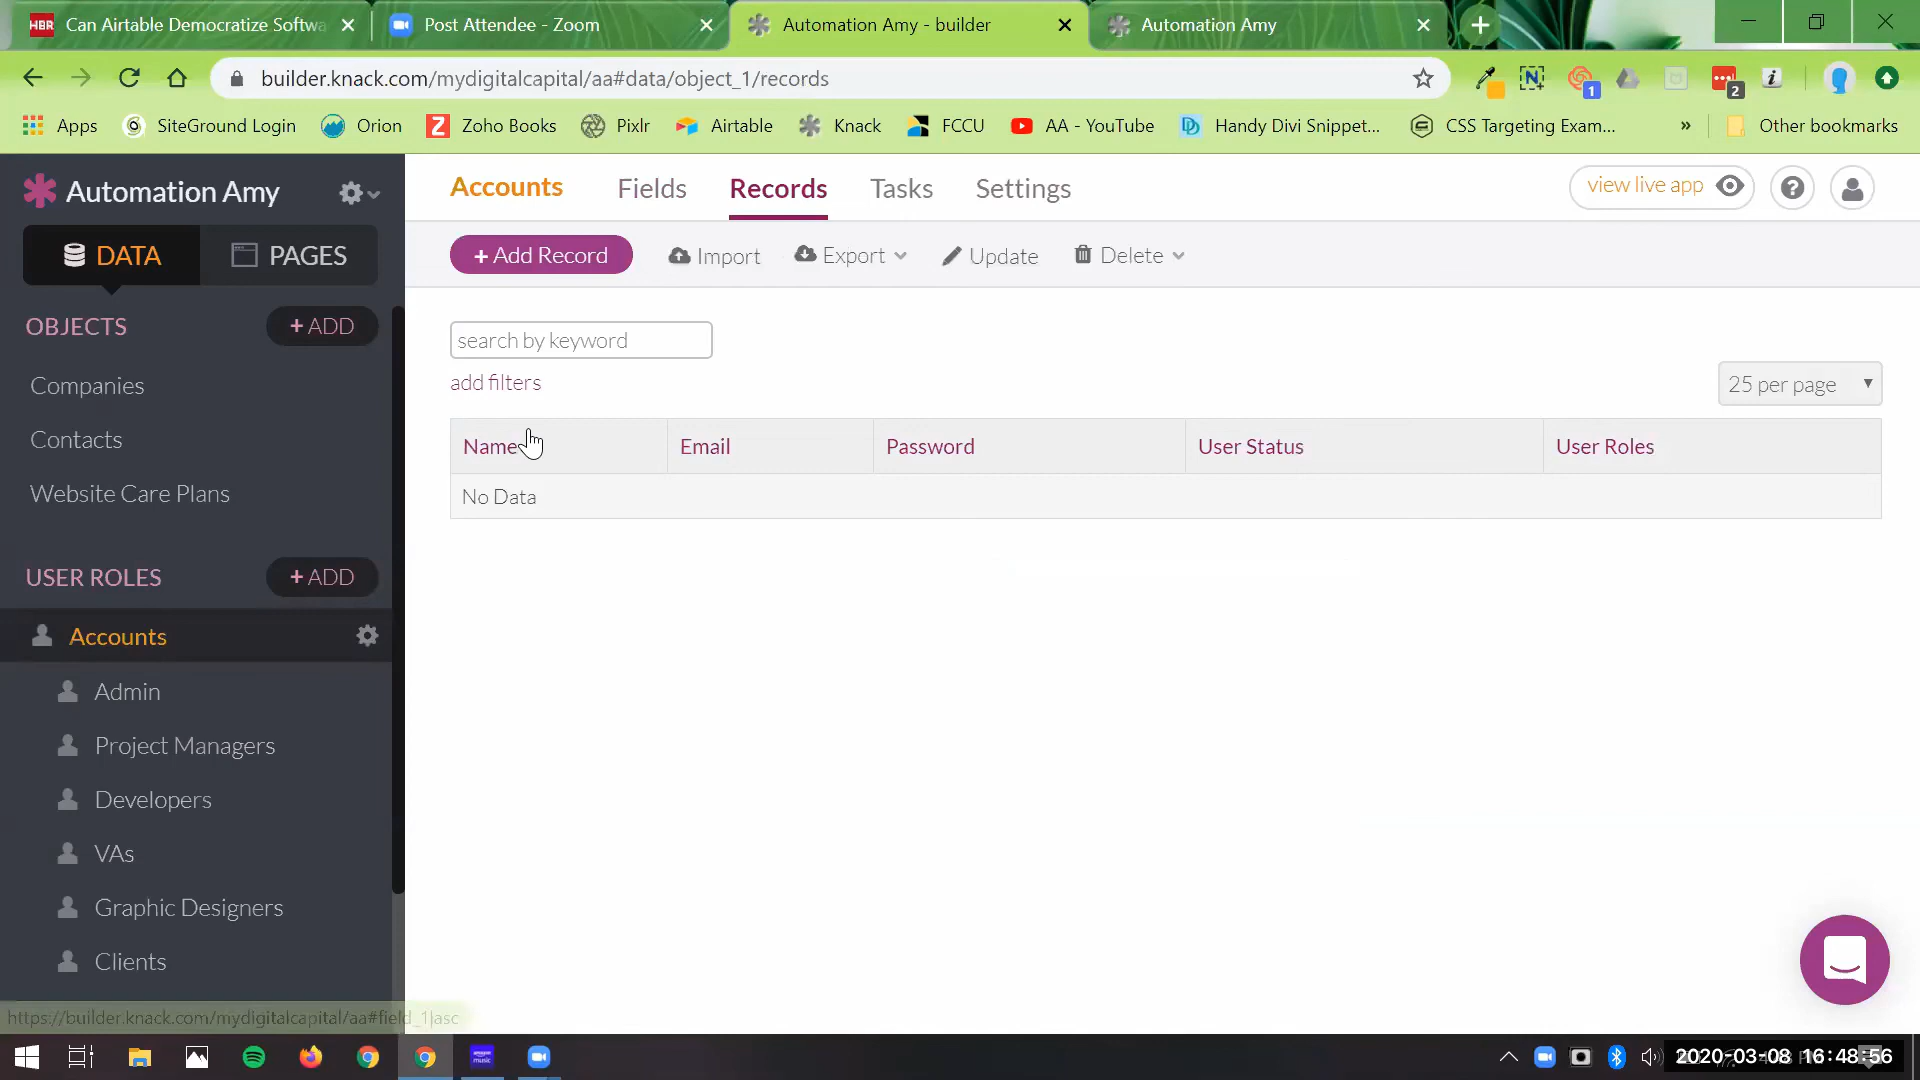 HBR Can Airtable Democratize Softwa
Post Attendee - Zoom
Automation Amy - builder
Automation Amy
builder.knack.com/mydigitalcapital/aa#data/object_1/records
1
2
Apps
SiteGround Login
Orion
Zoho Books
Pixlr
Airtable
Knack
FCCU
AA - YouTube
Handy Divi Snippet...
CSS Targeting Exam...
»
Other bookmarks
Automation Amy
DATA
PAGES
OBJECTS
+ ADD
Companies
Contacts
Website Care Plans
USER ROLES
+ ADD
Accounts
Admin
Project Managers
Developers
VAs
Graphic Designers
Clients
Accounts
Fields
Records
Tasks
Settings
view live app
+ Add Record
Import
Export
Update
Delete
search by keyword
add filters
25 per page
Name
Email
Password
User Status
User Roles
No Data
https://builder.knack.com/mydigitalcapital/aa#field_1|asc
2020-03-08 16:48:56